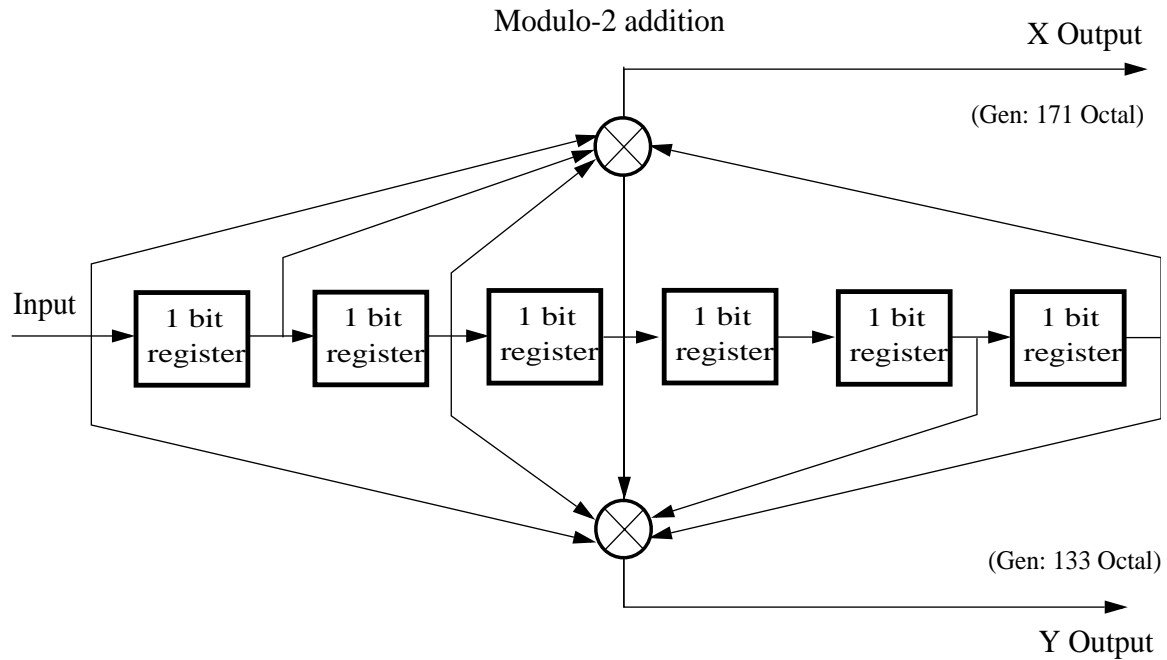 Modulo-2 addition
X Output
(Gen: 171 Octal)
Input
1 bit
register
1 bit
register
1 bit
register
1 bit
register
1 bit
register
1 bit
register
(Gen: 133 Octal)
Y Output